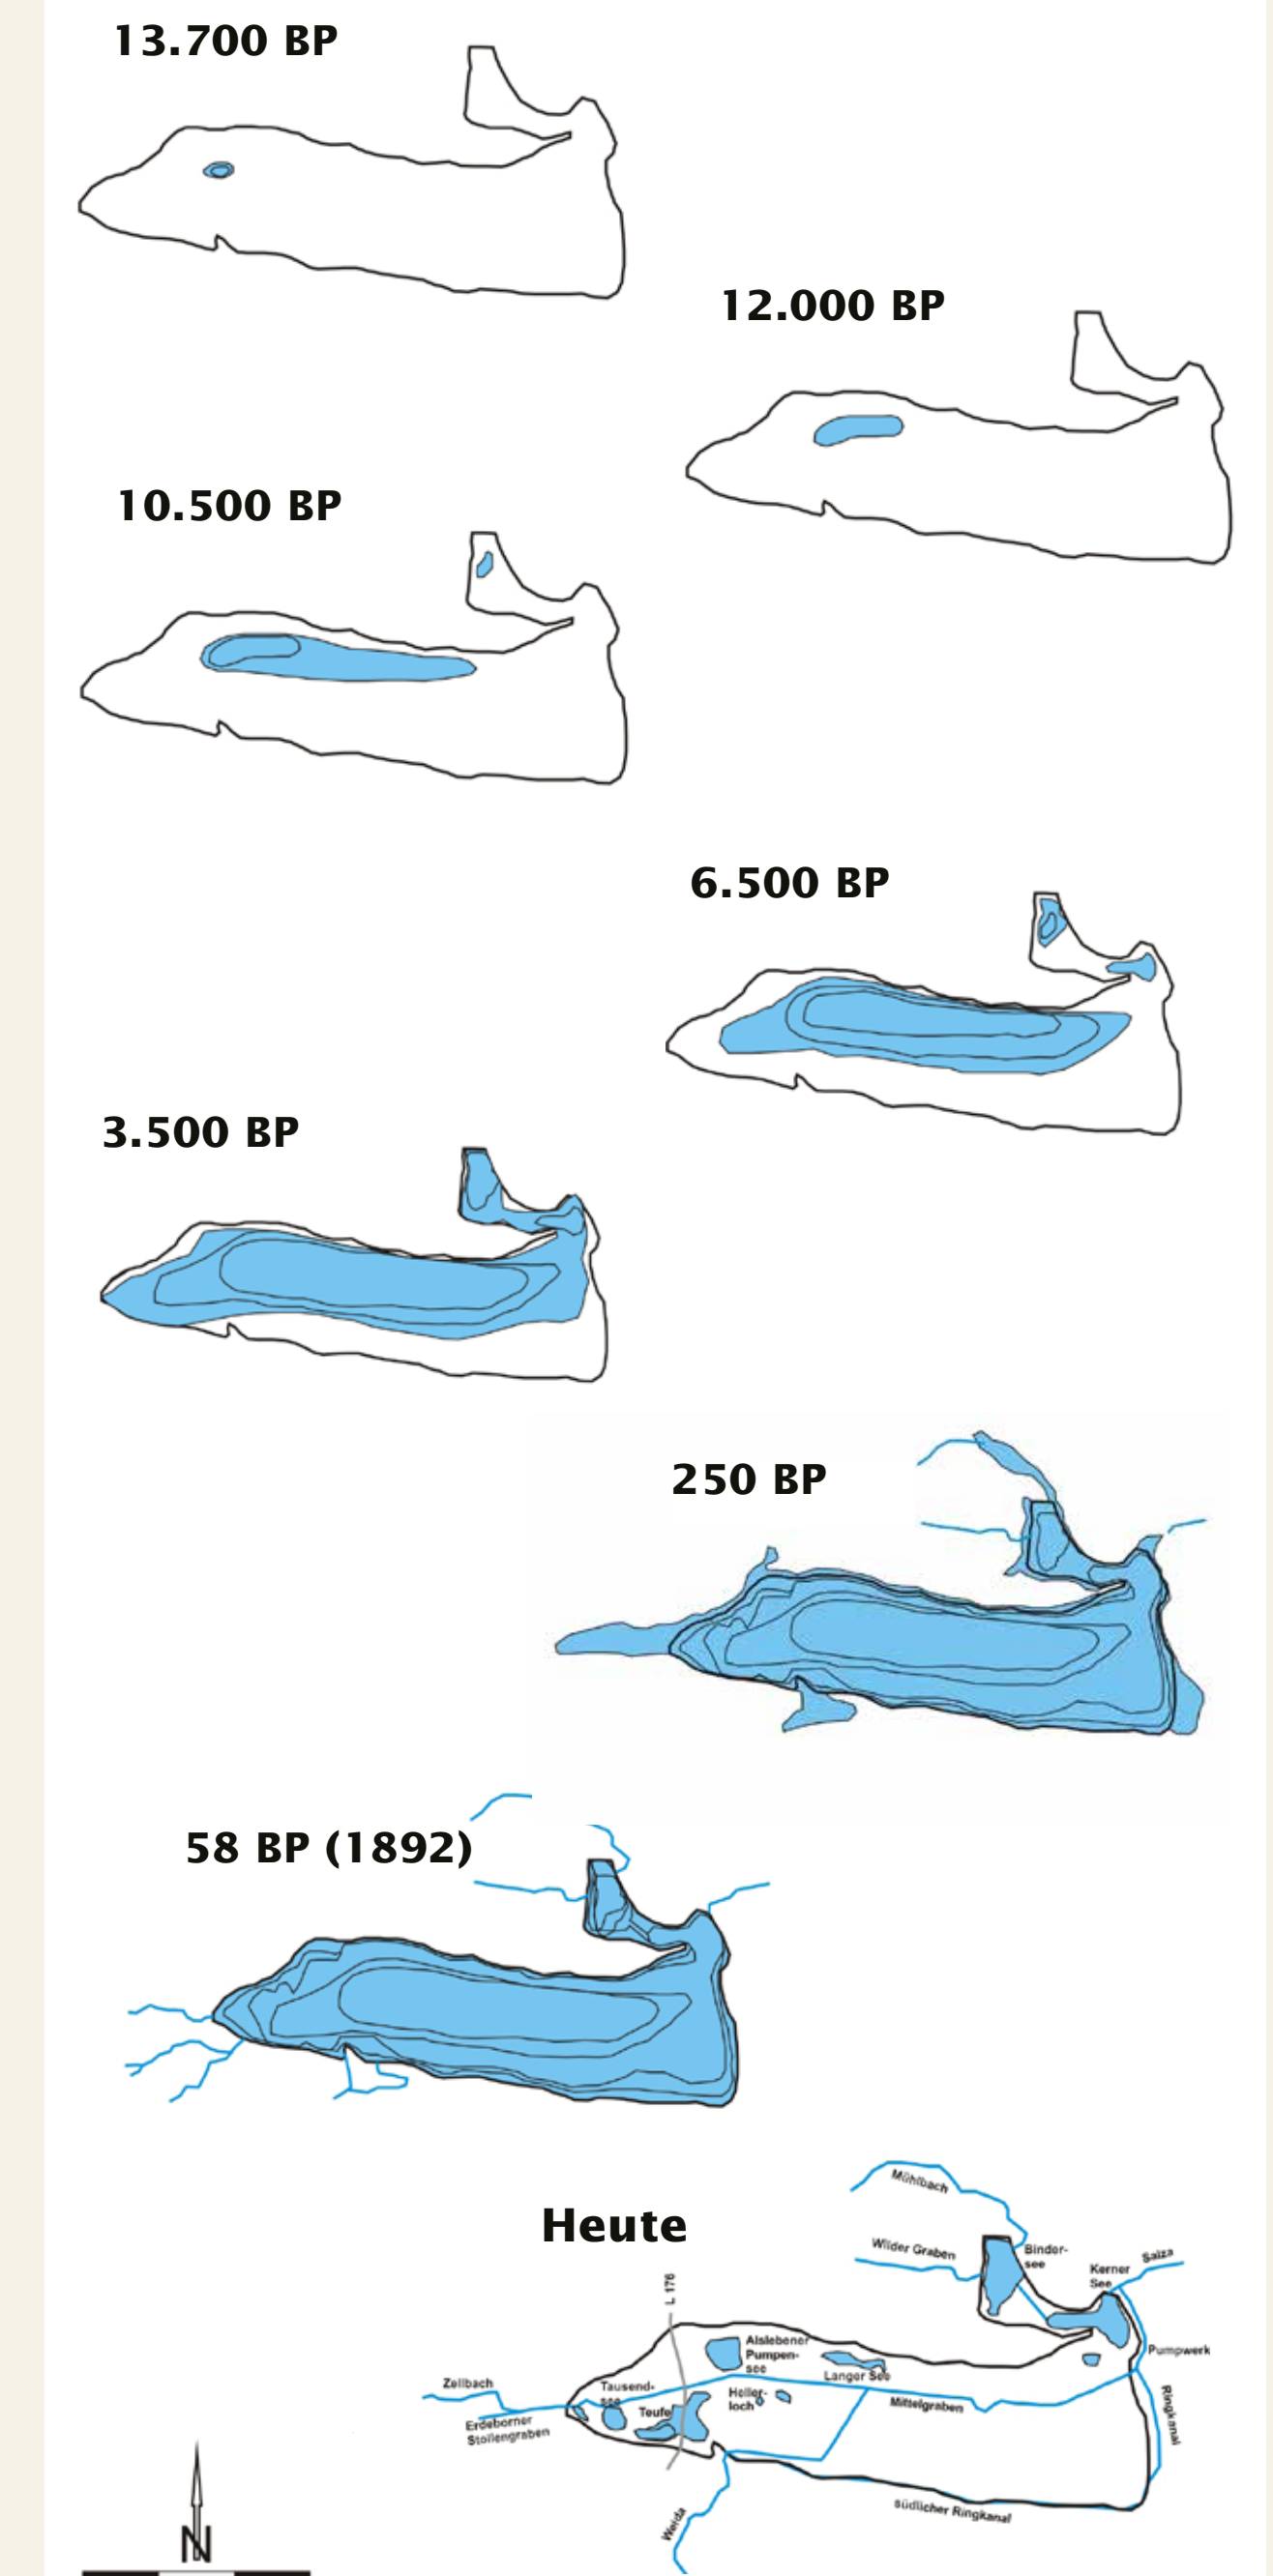 13.700 BP
12.000 BP
10.500 BP
6.500 BP
3.500 BP
250 BP
58 BP (1892)
Heute
Mühlbach
Wilder Graben
Binder-
see
Kerner
See
Salza
L 176
Alslebener
Pumpen-
see
Langer See
Pumpwerk
Zellbach
Tausend-
see
Teufe
Heller-
loch
Mittelgraben
Ringkanal
Erdeborner
Stollengraben
südlicher Ringkanal
Weida
N